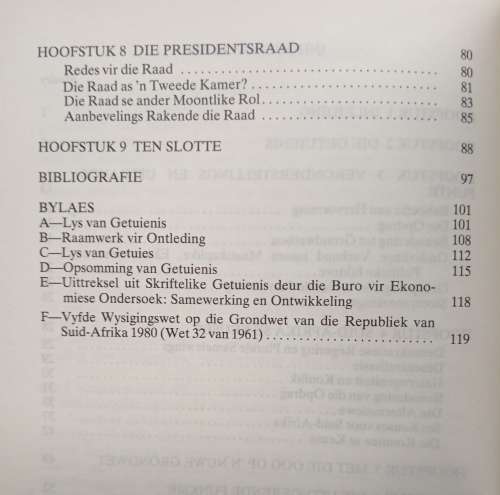 HOOFSTUK 8 DIE PRESIDENTSRAAD 80
Redes vir die Raad 80
Die Raad as 'n Tweede Kamer? 81
Die Raad se ander Moontlike Rol 83
Aanbevelings Rakende die Raad 85
HOOFSTUK 9 TEN SLOTTE 88
BIBLIOGRAFIE 97
BYLAES 101
A—Lys van Getuienis 101
B—Raamwerk vir Ontleding 108
C—Lys van Getuies 112
D—Opsomming van Getuienis 115
E—Uittreksel uit Skriftelike Getuienis deur die Buro vir Ekono-
miese Ondersoek: Samewerking en Ontwikkeling 118
F—Vyfde Wysigingswet op die Grondwet van die Republiek van
Suid-Afrika 1980 (Wet 32 van 1961) 119